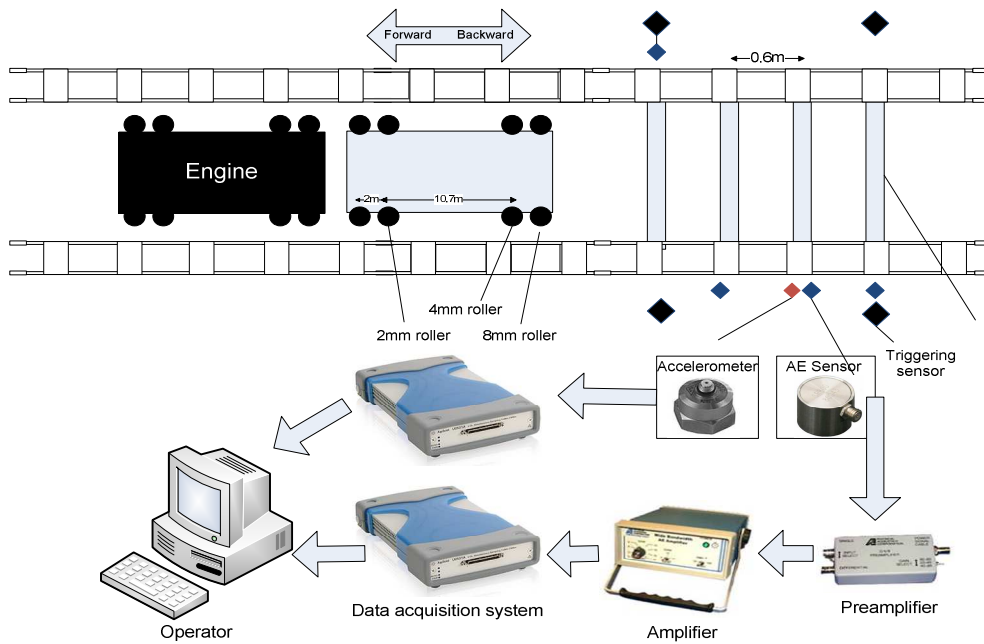 Forward Backward
0.6m
Engine
2m
10.7m
4mm roller
2mm roller
8mm roller
Triggering
sensor
Accelerometer
AE Sensor
Data acquisition system
Operator
Amplifier
Preamplifier